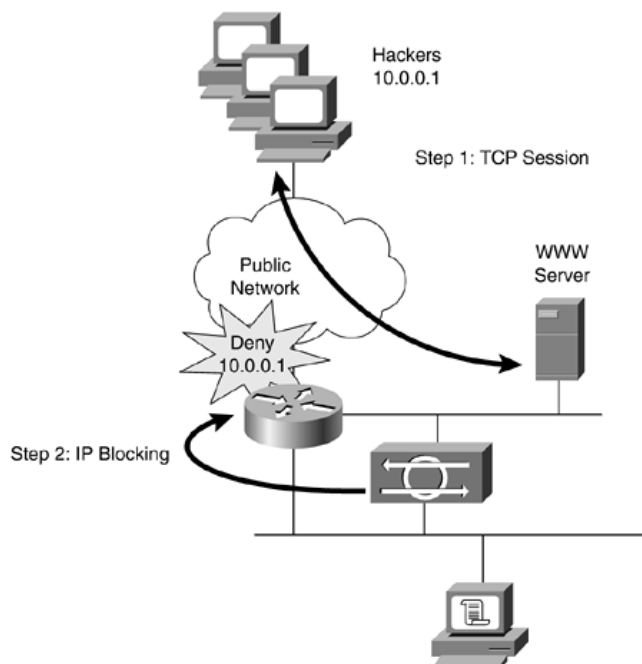 Hackers
10.0.0.1
Step 1: TCP Session
WWW
Server
Public
Network
Deny
10.0.0.1
Step 2: IP Blocking